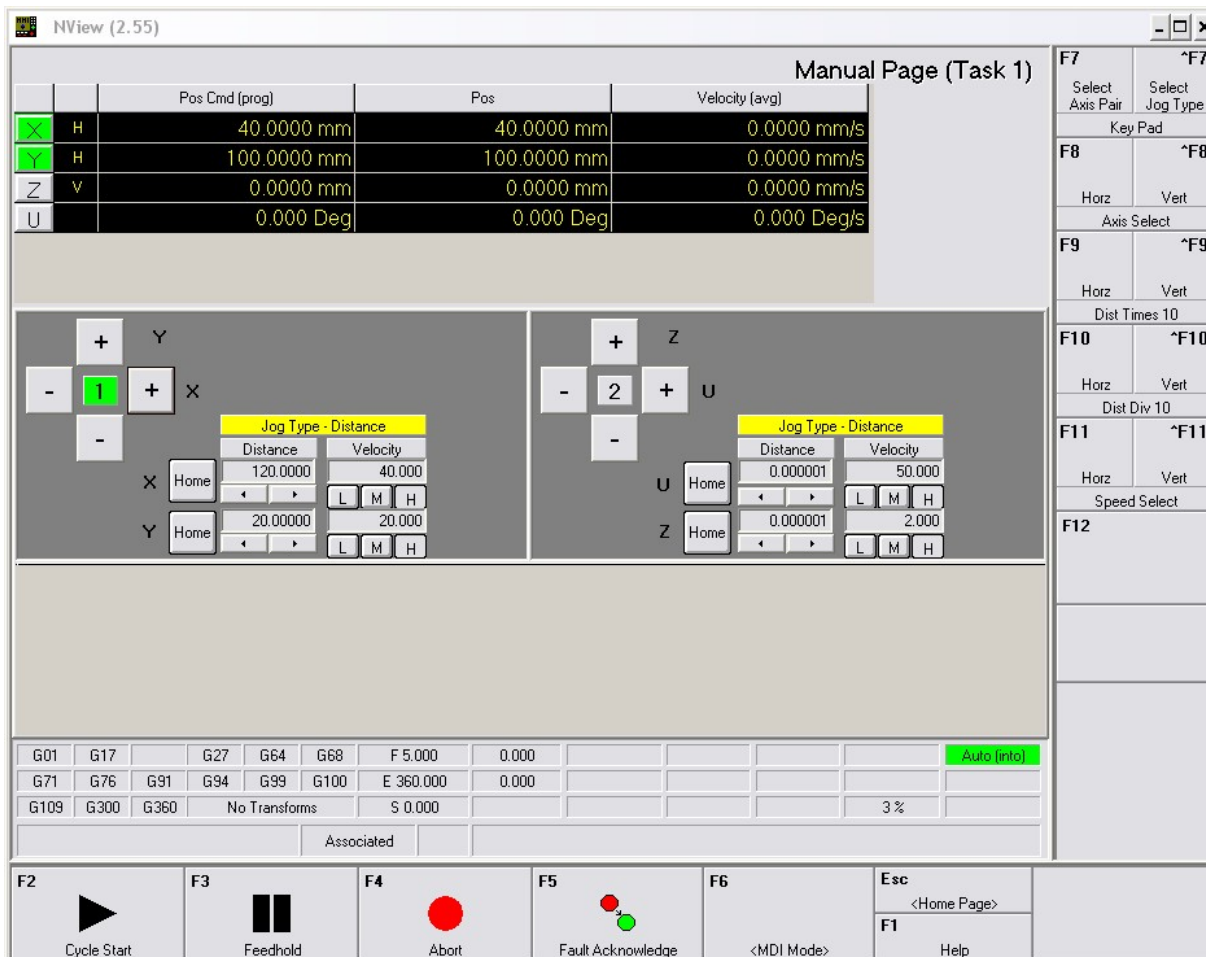 NView (2.55)
Manual Page (Task 1)
Pos Cmd (prog) Pos Velocity (avg)
X H 40.0000 mm 40.0000 mm 0.0000 mm/s
Y H 100.0000 mm 100.0000 mm 0.0000 mm/s
Z V 0.0000 mm 0.0000 mm 0.0000 mm/s
U 0.000 Deg 0.000 Deg 0.000 Deg/s
+ Y
- 1 + X
-
Jog Type - Distance
Distance Velocity
X Home 120.0000 40.000
L M H
Y Home 20.00000 20.000
L M H
+ Z
- 2 + U
-
Jog Type - Distance
Distance Velocity
U Home 0.000001 50.000
L M H
Z Home 0.000001 2.000
L M H
G01 G17 G27 G64 G68 F 5.000 0.000 Auto (into)
G71 G76 G91 G94 G99 G100 E 360.000 0.000
G109 G300 G360 No Transforms S 0.000 3 %
Associated
F7 ^F7
Select Select
Axis Pair Jog Type
Key Pad
F8 ^F8
Horz Vert
Axis Select
F9 ^F9
Horz Vert
Dist Times 10
F10 ^F10
Horz Vert
Dist Div 10
F11 ^F11
Horz Vert
Speed Select
F12
F2
Cycle Start
F3
Feedhold
F4
Abort
F5
Fault Acknowledge
F6
<MDI Mode>
Esc
<Home Page>
F1
Help